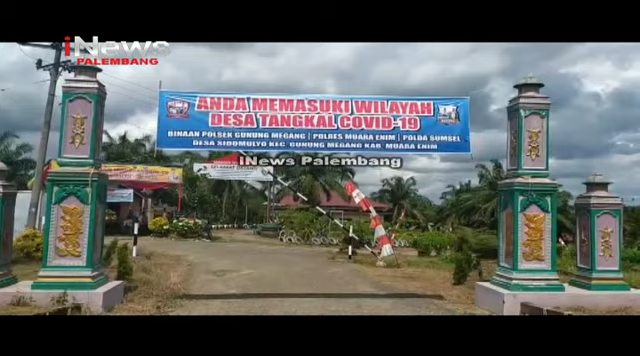 iNews
PALEMBANG
ANDA MEMASUKI WILAYAH
DESA TANGKAL COVID-19
BINAAN POLSEK GUNUNG MEGANG | POLRES MUARA ENIM | POLDA SUMSEL
DESA SIDOMULYO KEC. GUNUNG MEGANG KAB. MUARA ENIM
iNews Palembang
SELAMAT